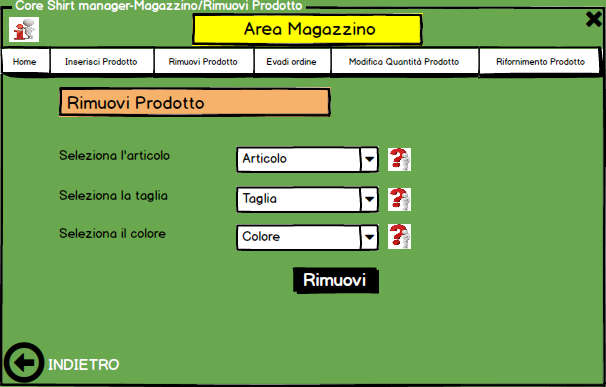 Core Shirt manager-Magazzino/Rimuovi Prodotto
Area Magazzino
Home Inserisci Prodotto Rimuovi Prodotto Evadi ordine Modifica Quantità Prodotto Rifornimento Prodotto
Rimuovi Prodotto
Seleziona l'articolo Articolo
Seleziona la taglia Taglia
Seleziona il colore Colore
Rimuovi
INDIETRO